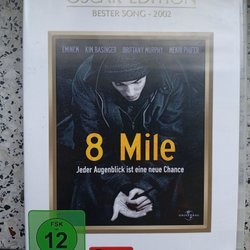 OSCAR-EDITION
BESTER SONG - 2002
EMINEM KIM BASINGER BRITTANY MURPHY MEKHI PHIFER
8 Mile
Jeder Augenblick ist eine neue Chance
UNIVERSAL
FSK
12